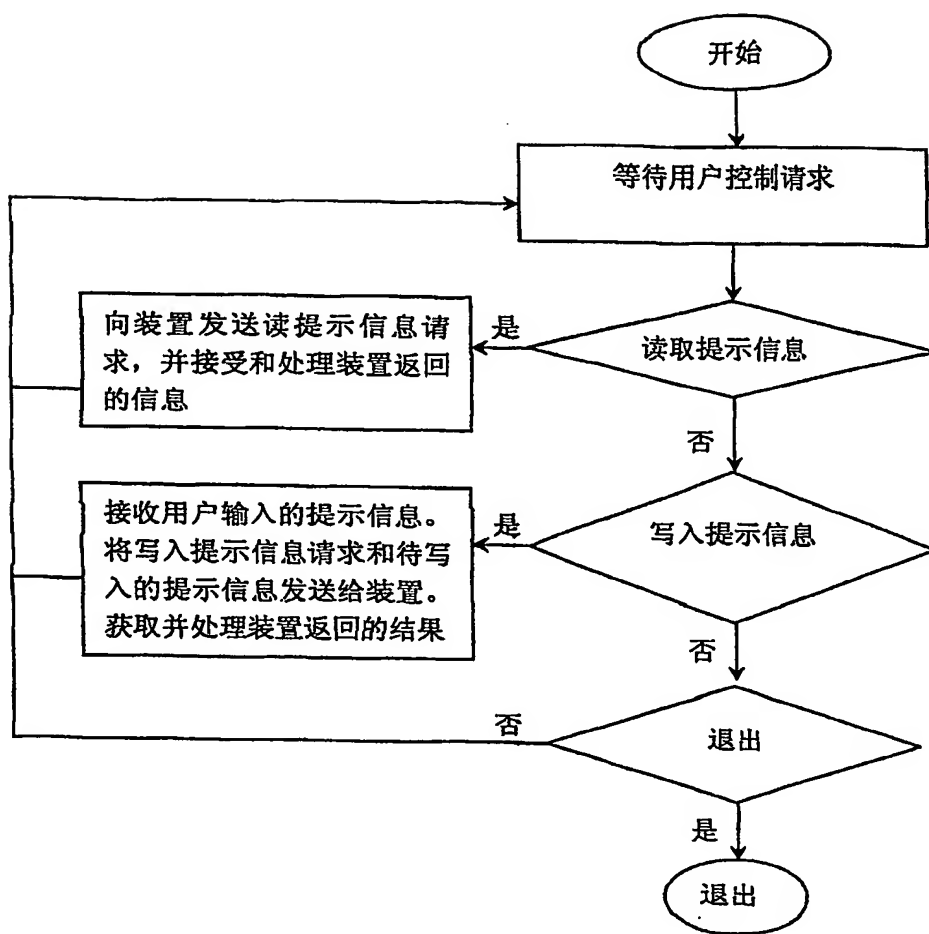 开始
等待用户控制请求
向装置发送读提示信息请
求，并接受和处理装置返回
的信息
是
读取提示信息
否
接收用户输入的提示信息。
将写入提示信息请求和待写
入的提示信息发送给装置。
获取并处理装置返回的结果
是
写入提示信息
否
否
退出
是
退出